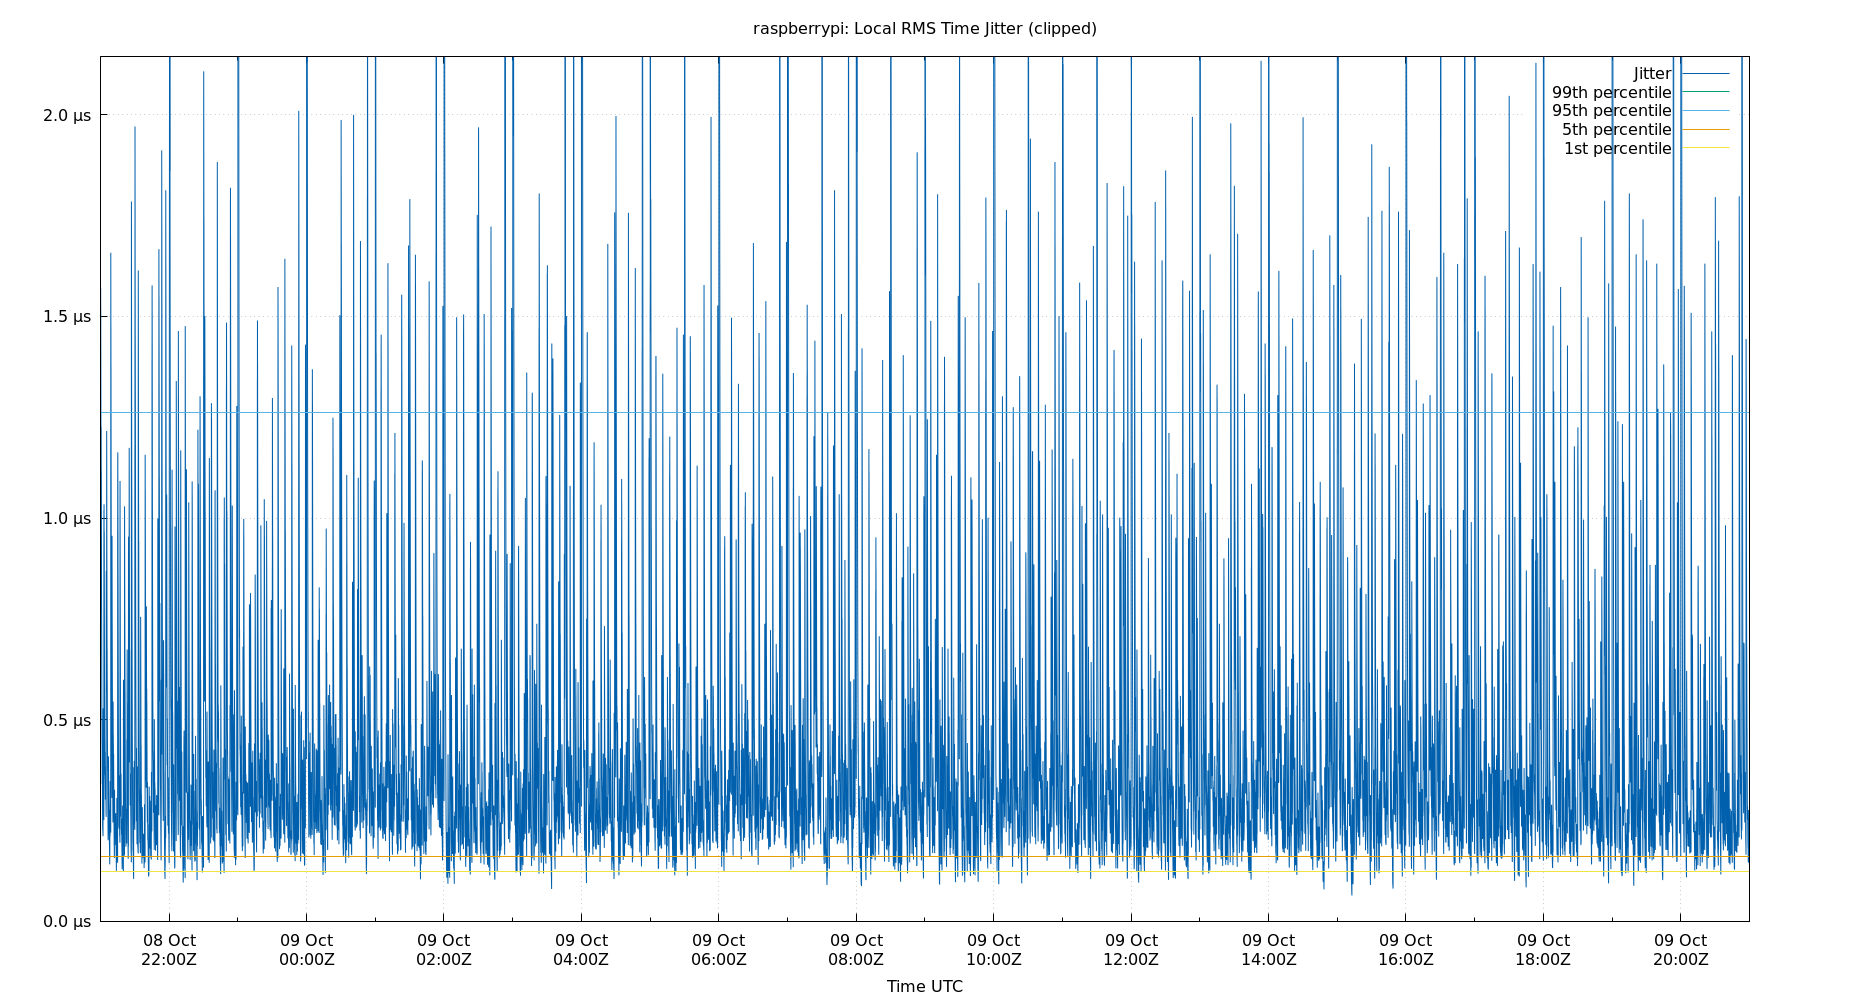 raspberrypi: Local RMS Time Jitter (clipped)
Jitter
99th percentile
95th percentile
5th percentile
1st percentile
2.0 µs
1.5 µs
1.0 µs
0.5 µs
0.0 µs
08 Oct 09 Oct 09 Oct 09 Oct 09 Oct 09 Oct 09 Oct 09 Oct 09 Oct 09 Oct 09 Oct 09 Oct
22:00Z 00:00Z 02:00Z 04:00Z 06:00Z 08:00Z 10:00Z 12:00Z 14:00Z 16:00Z 18:00Z 20:00Z
Time UTC